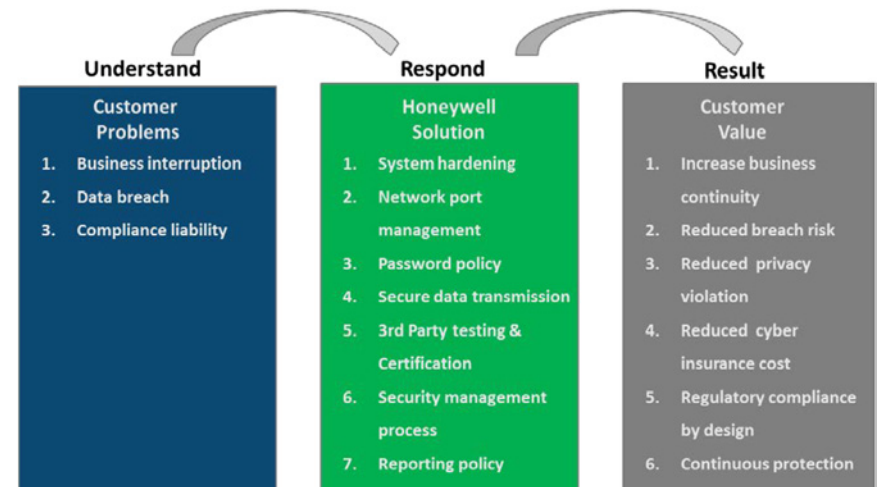 Understand
Customer
Problems
1. Business interruption
2. Data breach
3. Compliance liability
Respond
Honeywell
Solution
1. System hardening
2. Network port
management
3. Password policy
4. Secure data transmission
5. 3rd Party testing &
Certification
6. Security management
process
7. Reporting policy
Result
Customer
Value
1. Increase business
continuity
2. Reduced breach risk
3. Reduced privacy
violation
4. Reduced cyber
insurance cost
5. Regulatory compliance
by design
6. Continuous protection